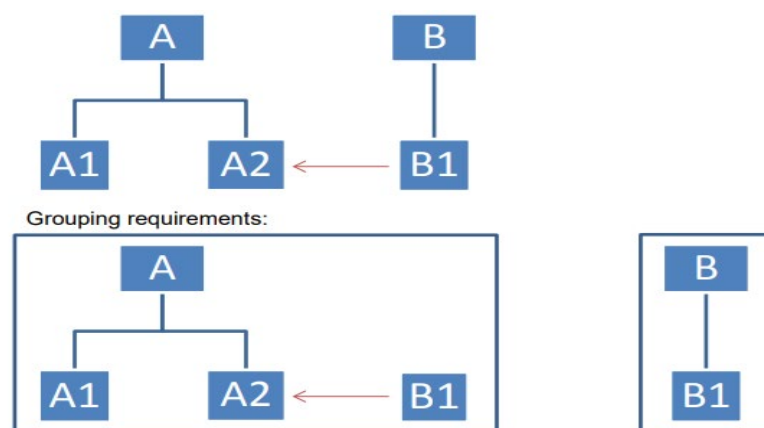 A B
A1 A2 B1
Grouping requirements:
A B
A1 A2 B1 B1